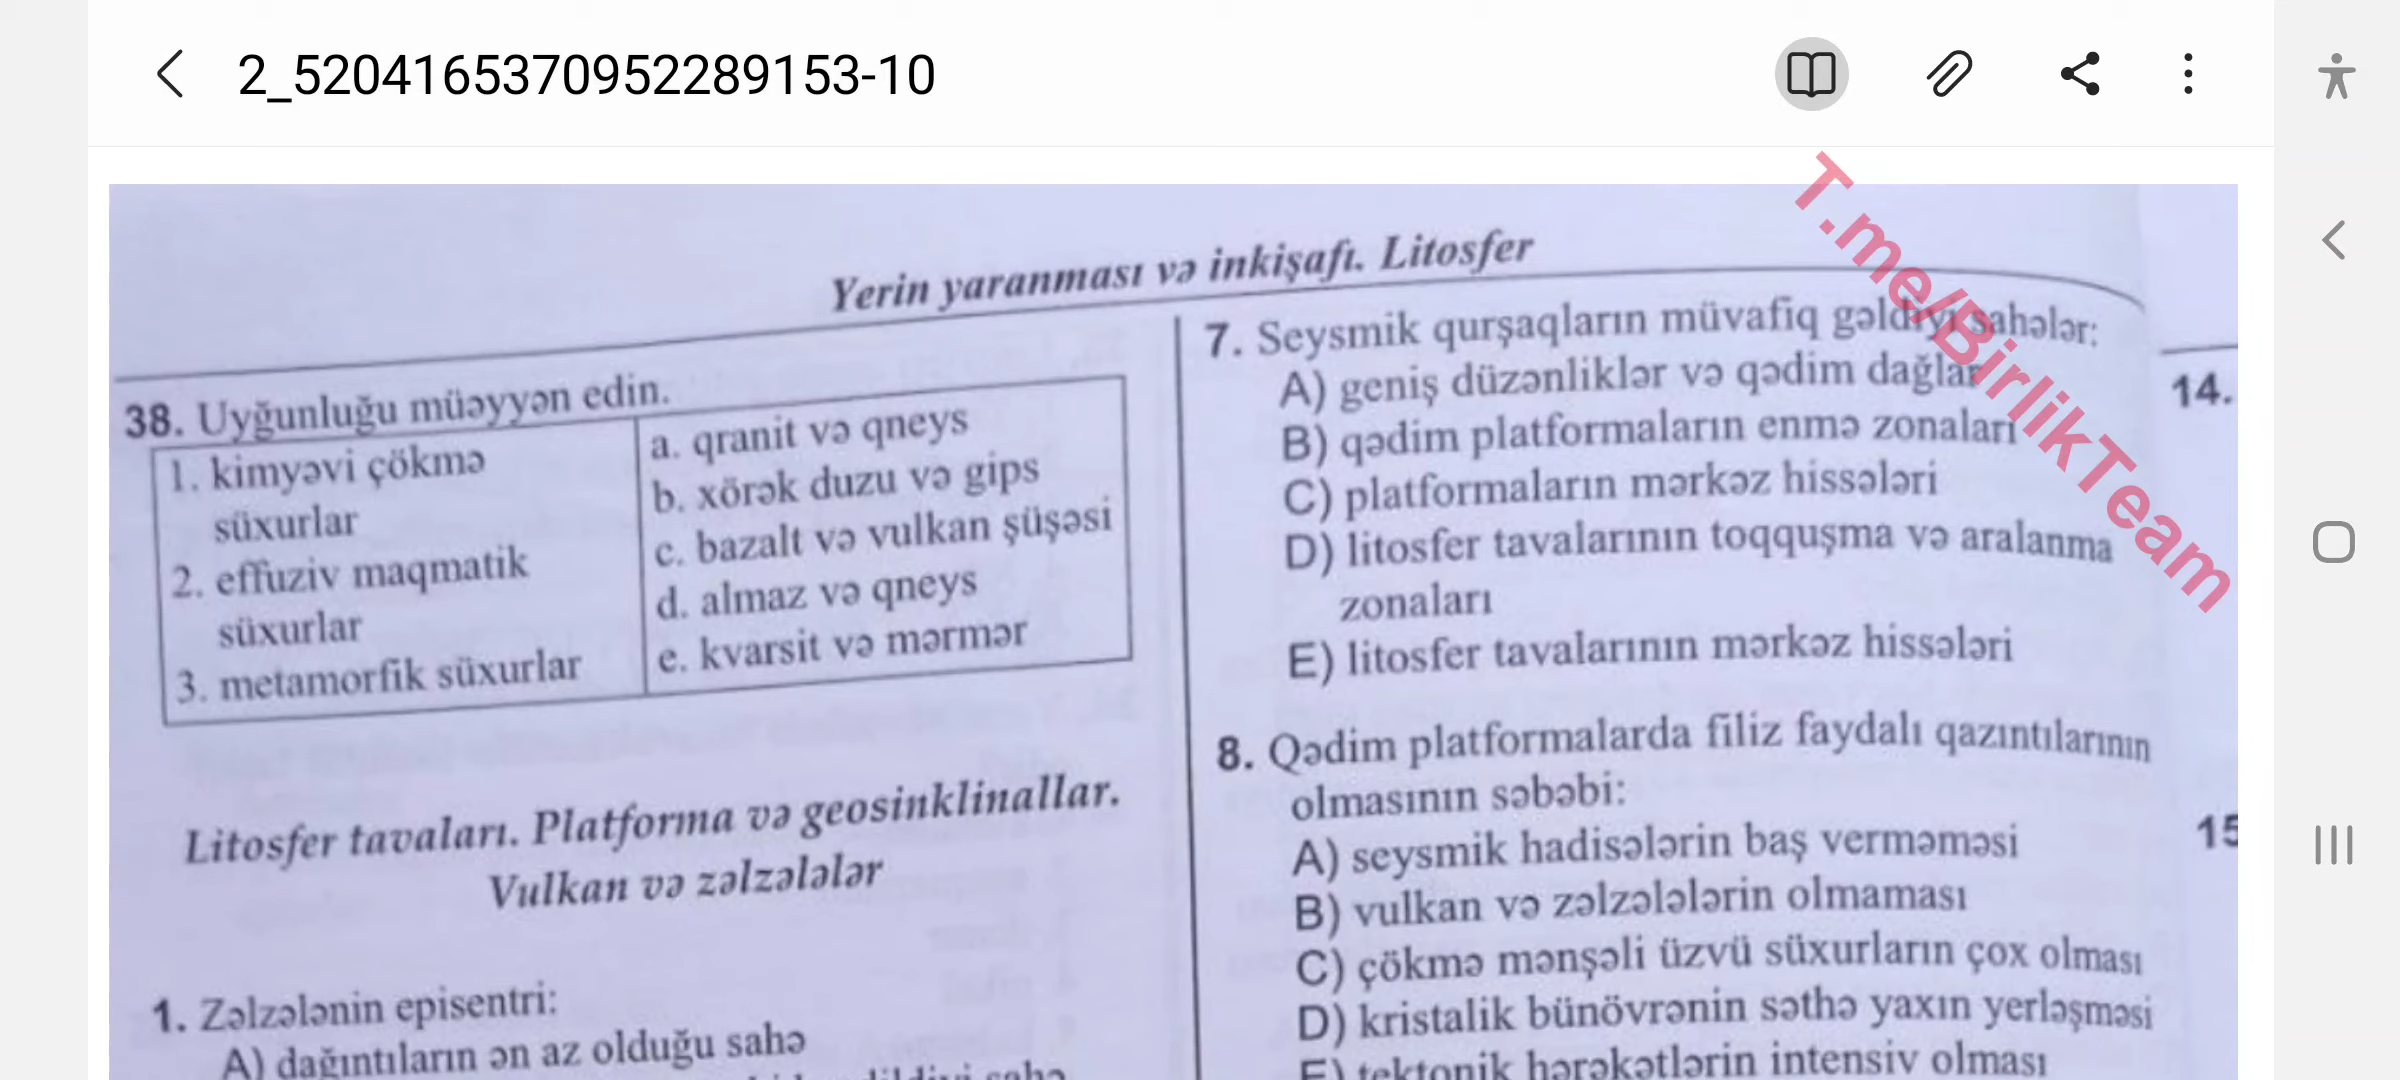 2_5204165370952289153-10
T.me/BirlikTeam
Yerin yaranması və inkişafı. Litosfer
38. Uyğunluğu müəyyən edin.
1. kimyəvi çökmə
süxurlar
2. effuziv maqmatik
süxurlar
3. metamorfik süxurlar
a. qranit və qneys
b. xörək duzu və gips
c. bazalt və vulkan şüşəsi
d. almaz və qneys
e. kvarsit və mərmər
Litosfer tavaları. Platforma və geosinklinallar.
Vulkan və zəlzələlər
1. Zəlzələnin episentri:
A) dağıntıların ən az olduğu sahə
7. Seysmik qurşaqların müvafiq gəldiyi sahələr:
A) geniş düzənliklər və qədim dağlar
B) qədim platformaların enmə zonaları
C) platformaların mərkəz hissələri
D) litosfer tavalarının toqquşma və aralanma
zonaları
E) litosfer tavalarının mərkəz hissələri
8. Qədim platformalarda filiz faydalı qazıntılarının
olmasının səbəbi:
A) seysmik hadisələrin baş verməməsi
B) vulkan və zəlzələlərin olmaması
C) çökmə mənşəli üzvü süxurların çox olması
D) kristalik bünövrənin səthə yaxın yerləşməsi
E) tektonik hərəkətlərin intensiv olması
14.
15